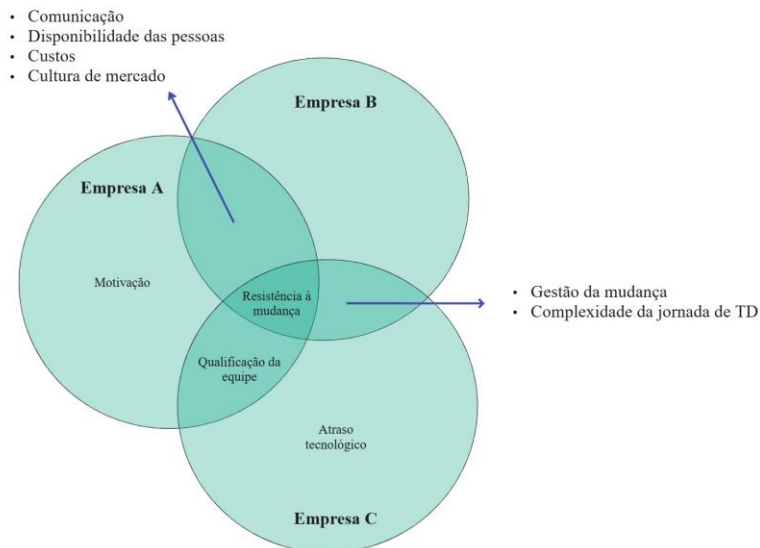 • Comunicação
• Disponibilidade das pessoas
• Custos
• Cultura de mercado
Empresa B
Empresa A
Motivação
Resistência à
mudança
• Gestão da mudança
• Complexidade da jornada de TD
Qualificação da
equipe
Atraso
tecnológico
Empresa C